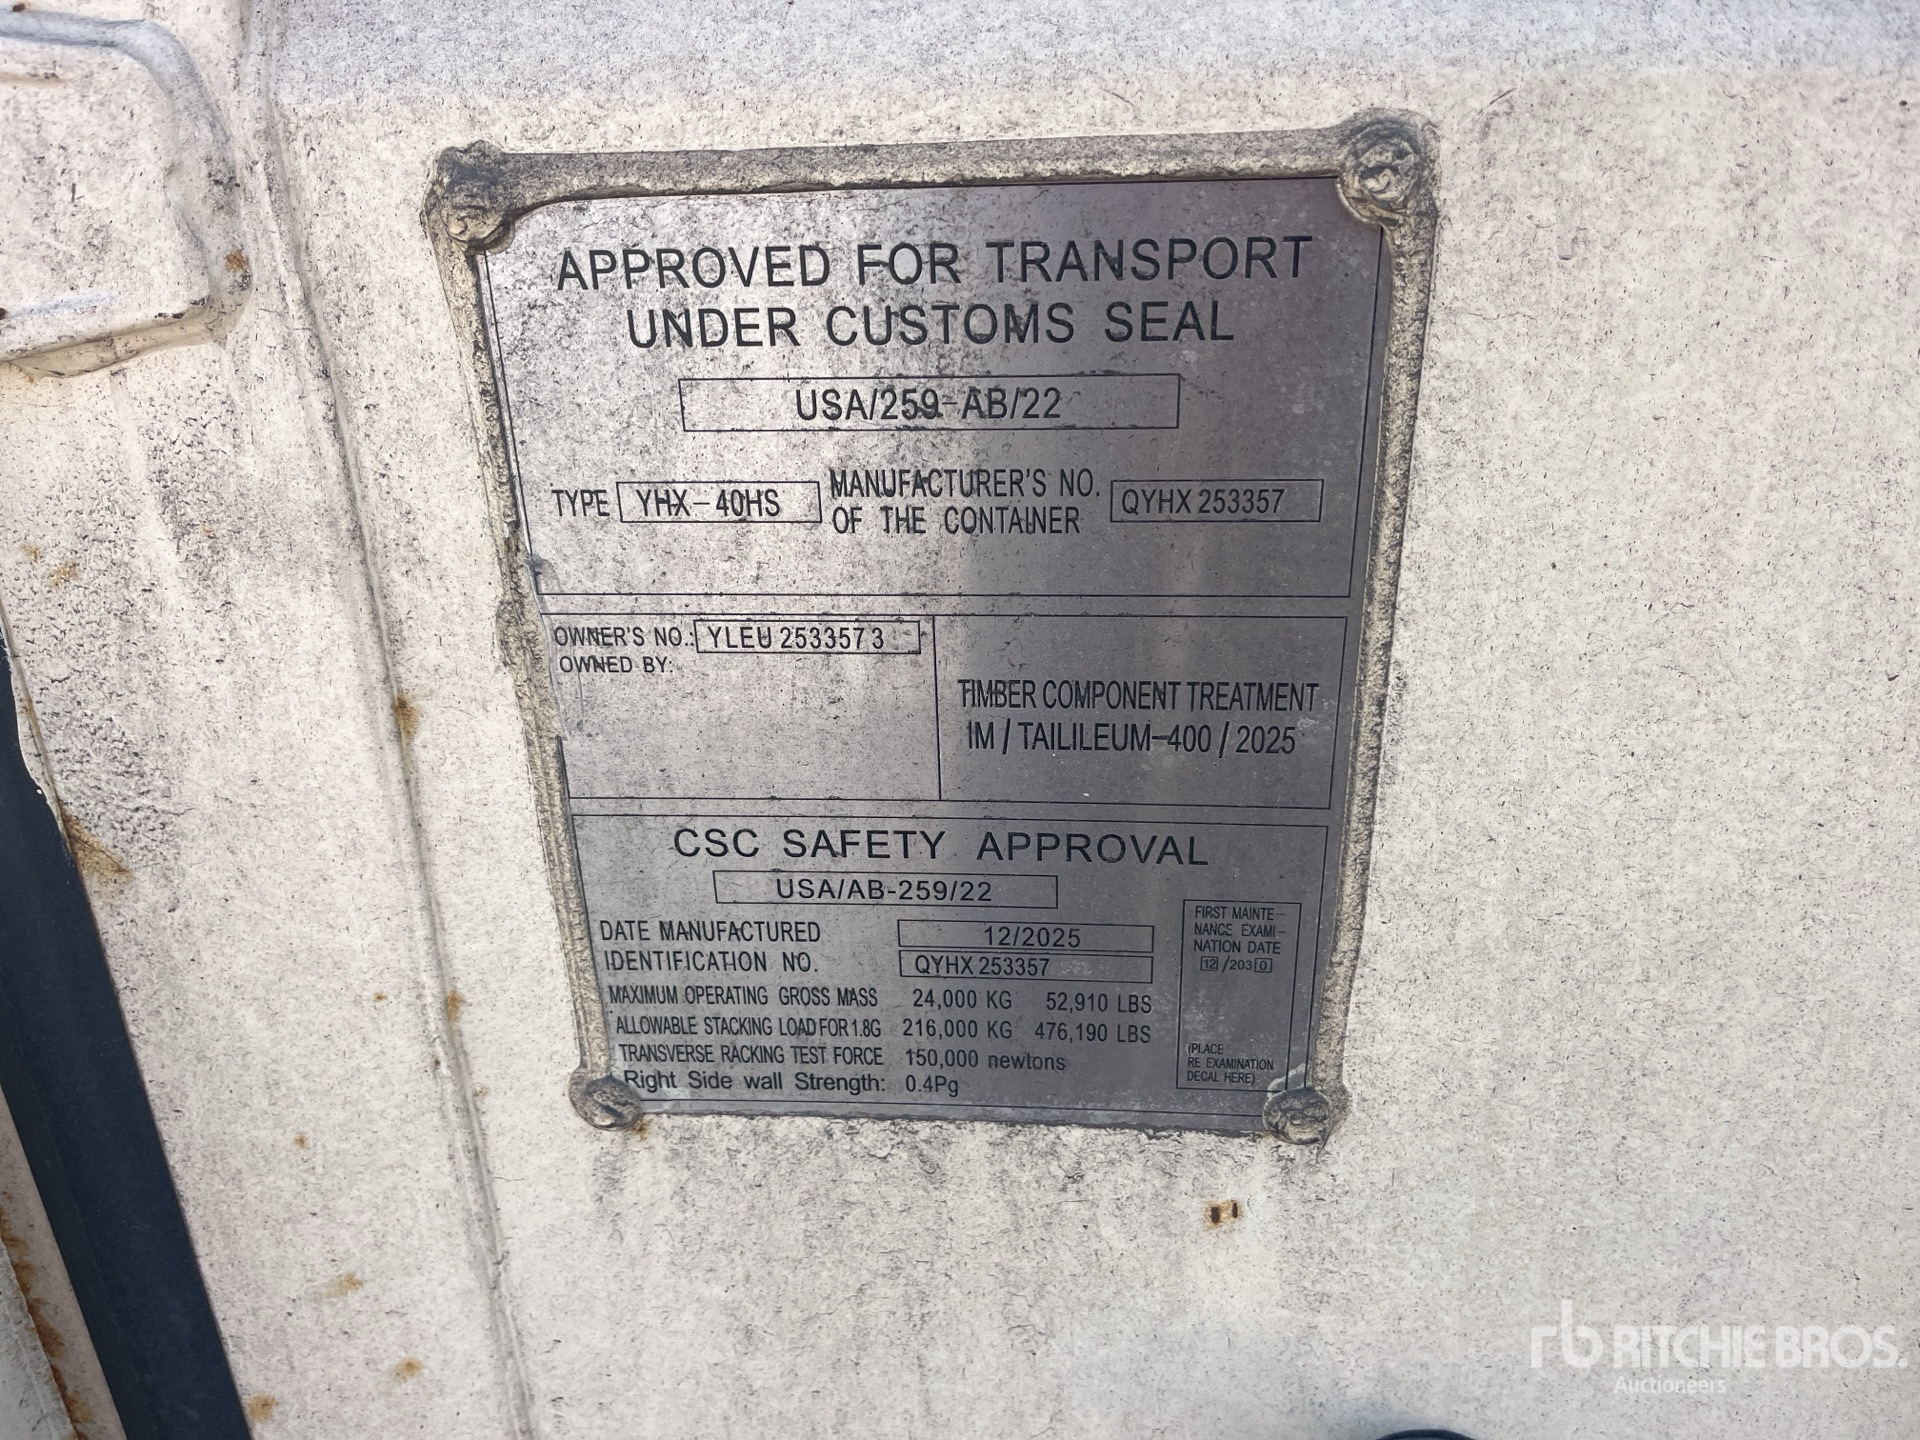 APPROVED FOR TRANSPORT
UNDER CUSTOMS SEAL
USA/259-AB/22
TYPE YHX-40HS MANUFACTURER'S NO. OF THE CONTAINER QYHX 253357
OWNER'S NO.: YLEU 253357 3
OWNED BY:
TIMBER COMPONENT TREATMENT
IM / TAILILEUM-400 / 2025
CSC SAFETY APPROVAL
USA/AB-259/22
DATE MANUFACTURED 12/2025
IDENTIFICATION NO. QYHX 253357
MAXIMUM OPERATING GROSS MASS 24,000 KG 52,910 LBS
ALLOWABLE STACKING LOAD FOR 1.8G 216,000 KG 476,190 LBS
TRANSVERSE RACKING TEST FORCE 150,000 newtons
Right Side wall Strength: 0.4Pg
FIRST MAINTE-
NANCE EXAMI-
NATION DATE
12/2030
(PLACE
RE EXAMINATION
DECAL HERE)
rb RITCHIE BROS.
Auctioneers